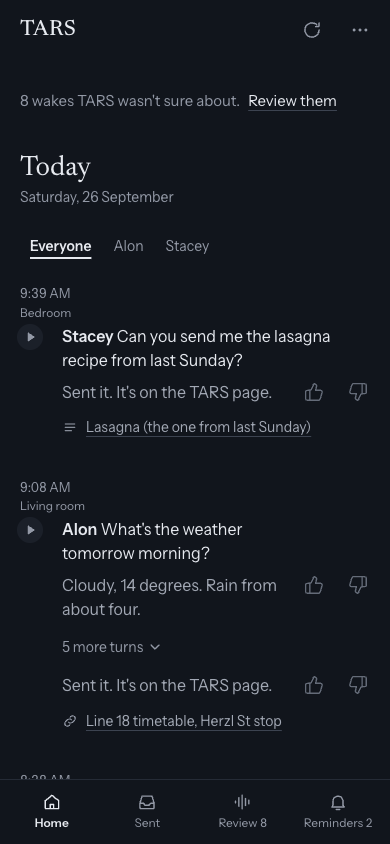 TARS
8 wakes TARS wasn't sure about. Review them
Today
Saturday, 26 September
Everyone Alon Stacey
9:39 AM
Bedroom
Stacey Can you send me the lasagna
recipe from last Sunday?
Sent it. It's on the TARS page.
Lasagna (the one from last Sunday)
9:08 AM
Living room
Alon What's the weather
tomorrow morning?
Cloudy, 14 degrees. Rain from
about four.
5 more turns
Sent it. It's on the TARS page.
Line 18 timetable, Herzl St stop
Home Sent Review 8 Reminders 2